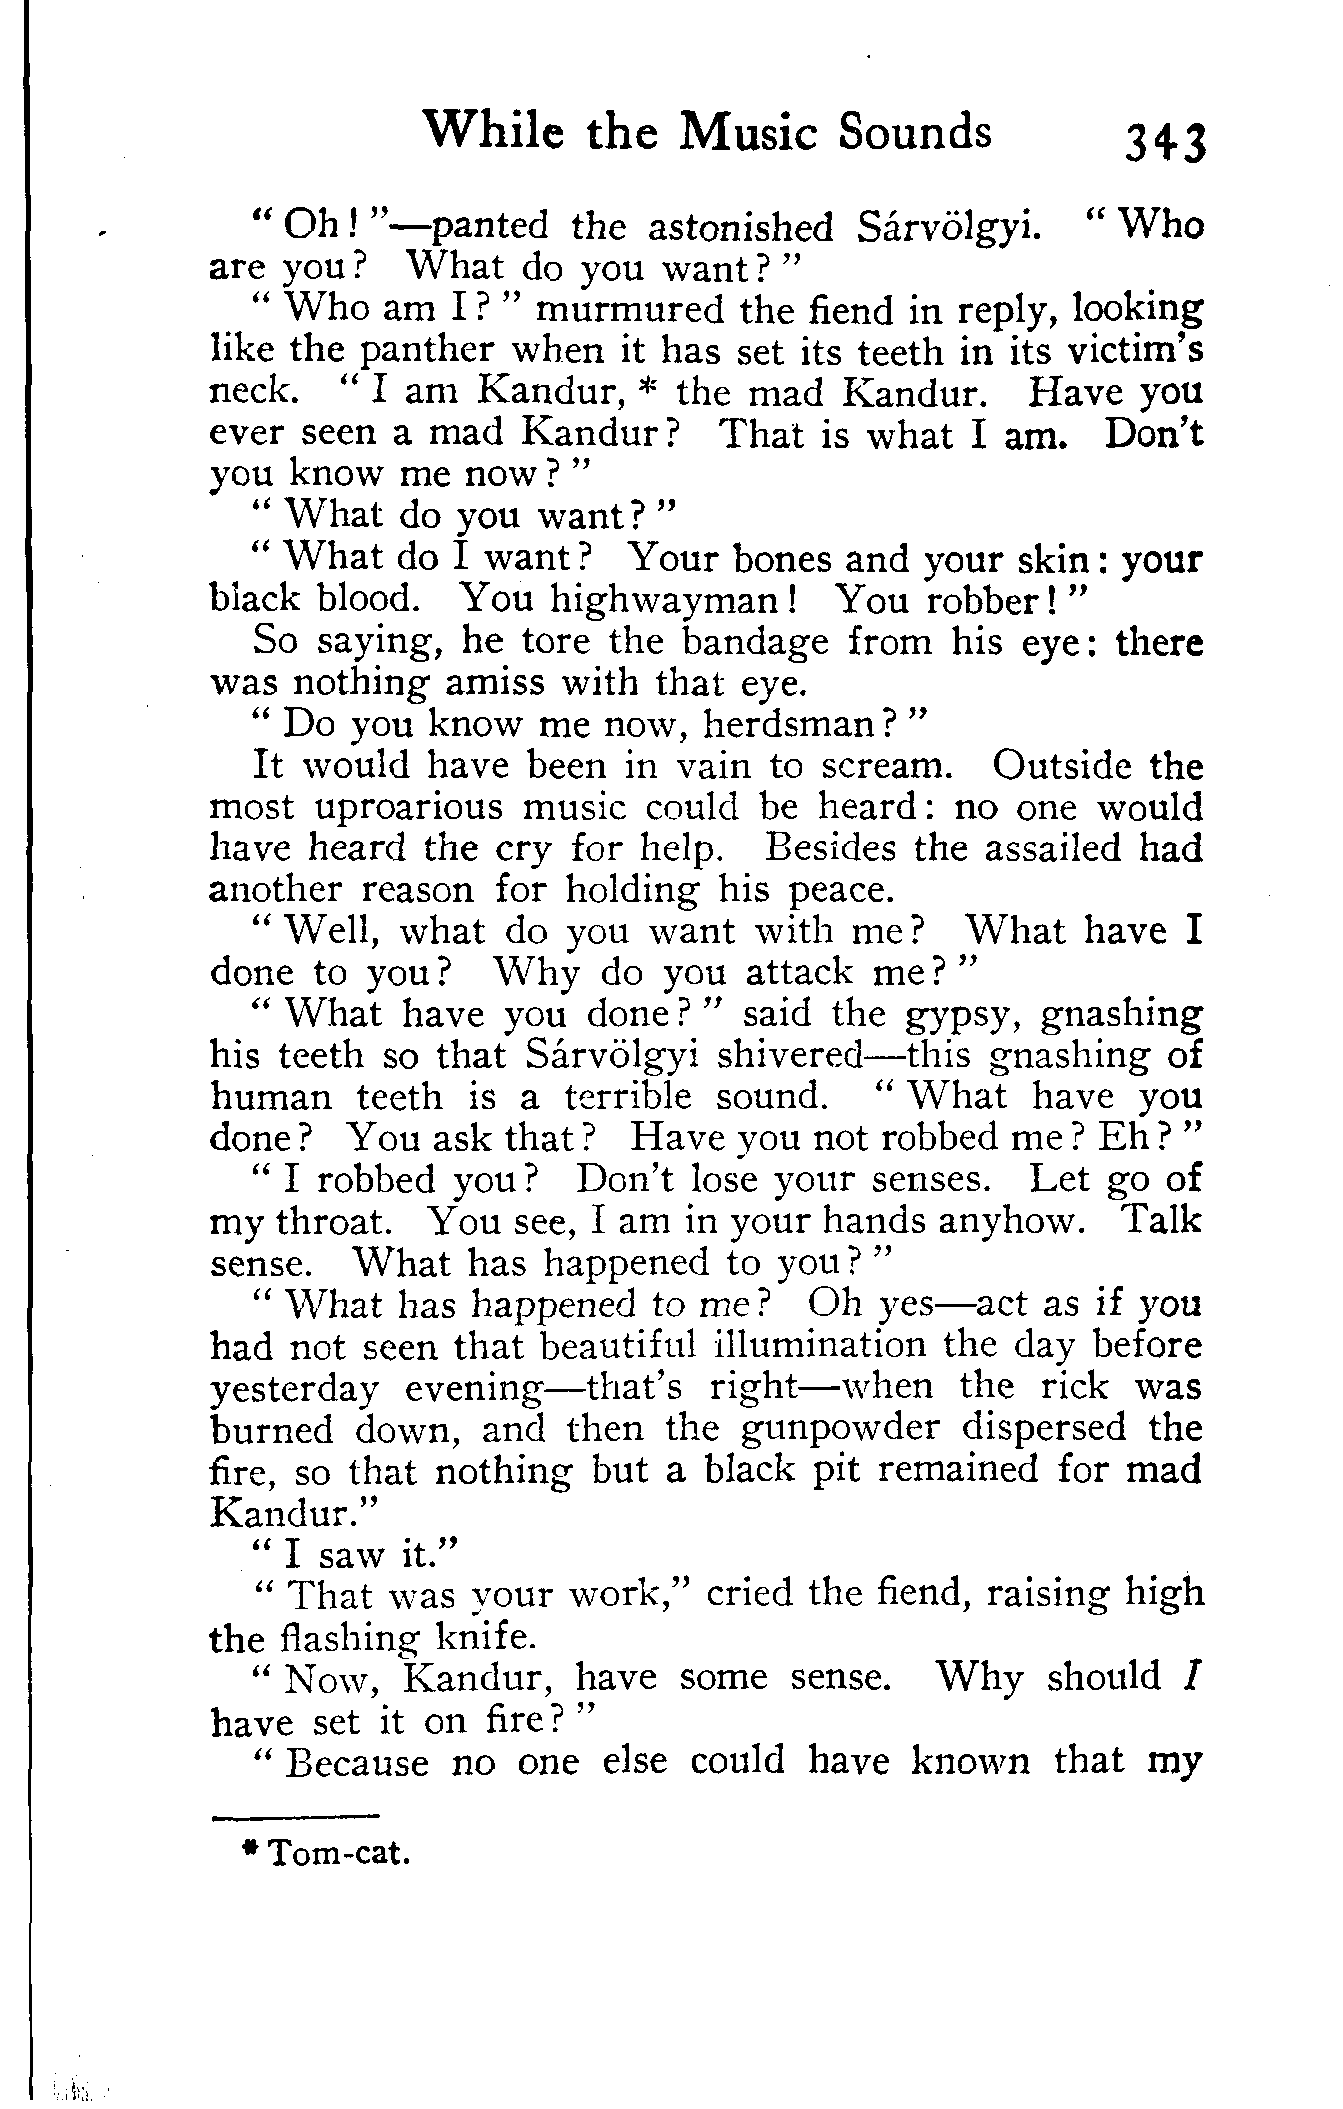 While the Music Sounds 343
" Oh ! "—panted the astonished Sárvölgyi. " Who
are you ? What do you want ? "
" Who am I ? " murmured the fiend in reply, looking
like the panther when it has set its teeth in its victim's
neck. " I am Kandur, * the mad Kandur. Have you
ever seen a mad Kandur ? That is what I am. Don't
you know me now ? "
" What do you want ? "
" What do I want ? Your bones and your skin : your
black blood. You highwayman ! You robber ! "
So saying, he tore the bandage from his eye : there
was nothing amiss with that eye.
" Do you know me now, herdsman ? "
It would have been in vain to scream. Outside the
most uproarious music could be heard : no one would
have heard the cry for help. Besides the assailed had
another reason for holding his peace.
" Well, what do you want with me ? What have I
done to you ? Why do you attack me ? "
" What have you done ? " said the gypsy, gnashing
his teeth so that Sárvölgyi shivered—this gnashing of
human teeth is a terrible sound. " What have you
done ? You ask that ? Have you not robbed me ? Eh ? "
" I robbed you ? Don't lose your senses. Let go of
my throat. You see, I am in your hands anyhow. Talk
sense. What has happened to you ? "
" What has happened to me ? Oh yes—act as if you
had not seen that beautiful illumination the day before
yesterday evening—that's right—when the rick was
burned down, and then the gunpowder dispersed the
fire, so that nothing but a black pit remained for mad
Kandur."
" I saw it."
" That was your work," cried the fiend, raising high
the flashing knife.
" Now, Kandur, have some sense. Why should I
have set it on fire ? "
" Because no one else could have known that my
* Tom-cat.